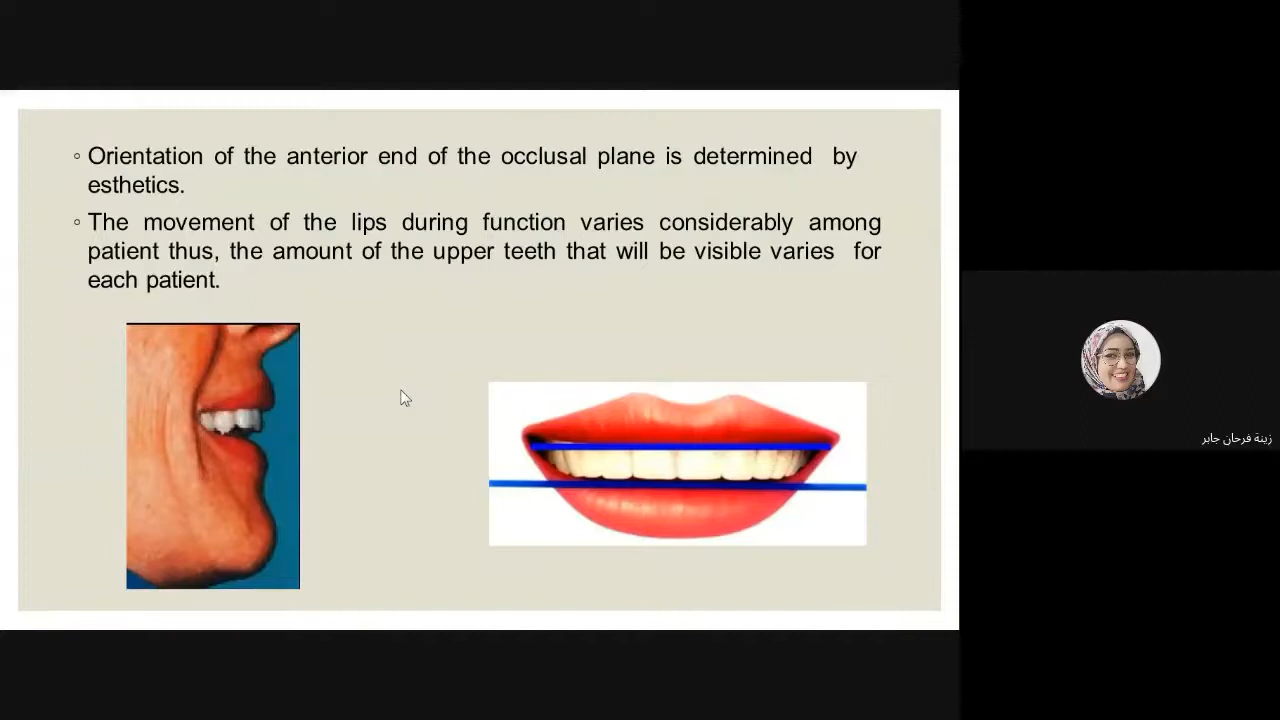 ◦ Orientation of the anterior end of the occlusal plane is determined by
esthetics.
◦ The movement of the lips during function varies considerably among
patient thus, the amount of the upper teeth that will be visible varies for
each patient.
زينة فرحان جابر